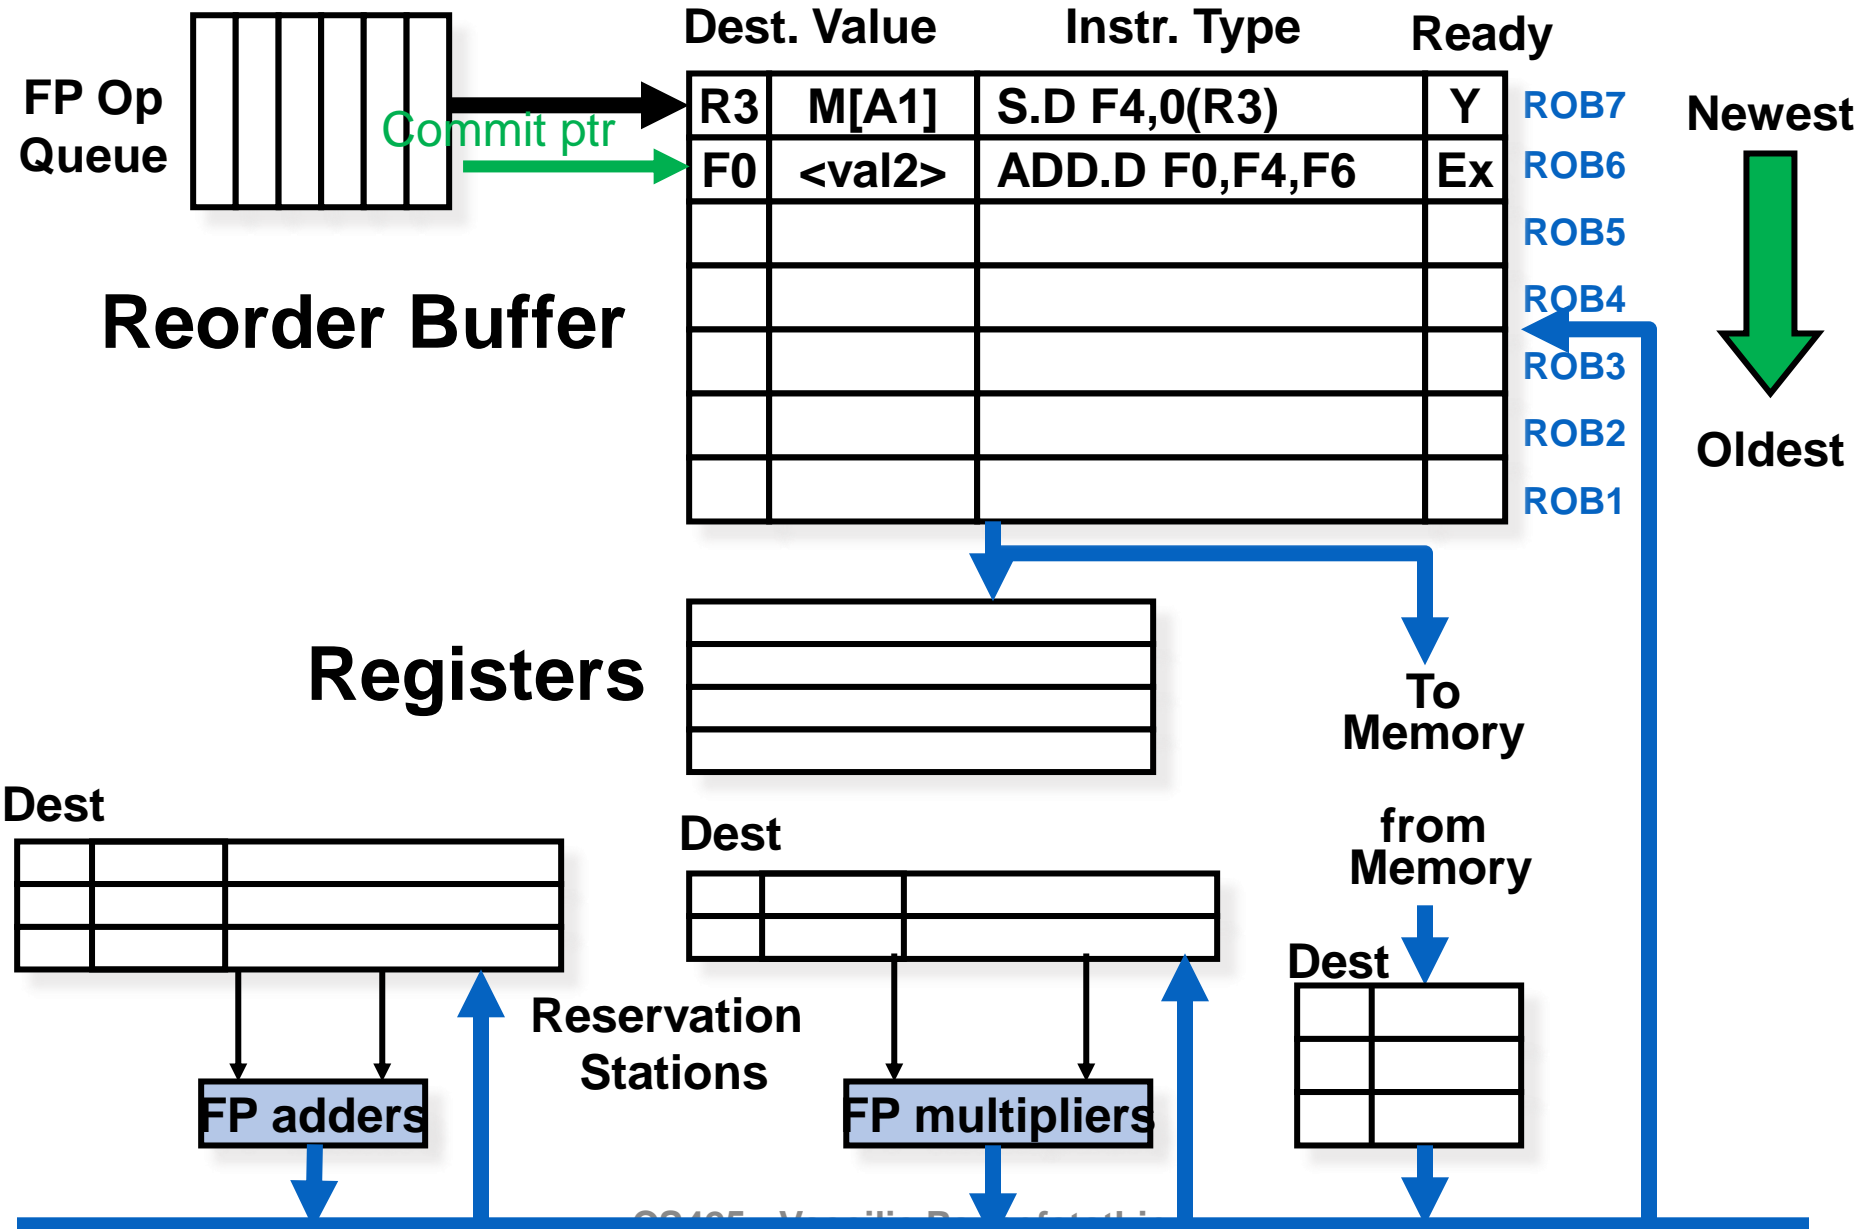 Dest. Value Instr. Type Ready
FP Op
Queue
Commit ptr
R3 M[A1] S.D F4,0(R3) Y ROB7
F0 <val2> ADD.D F0,F4,F6 Ex ROB6
ROB5
ROB4
ROB3
ROB2
ROB1
Newest
Oldest
Reorder Buffer
Registers
To
Memory
Dest
Dest
from
Memory
Dest
Reservation
Stations
FP adders
FP multipliers